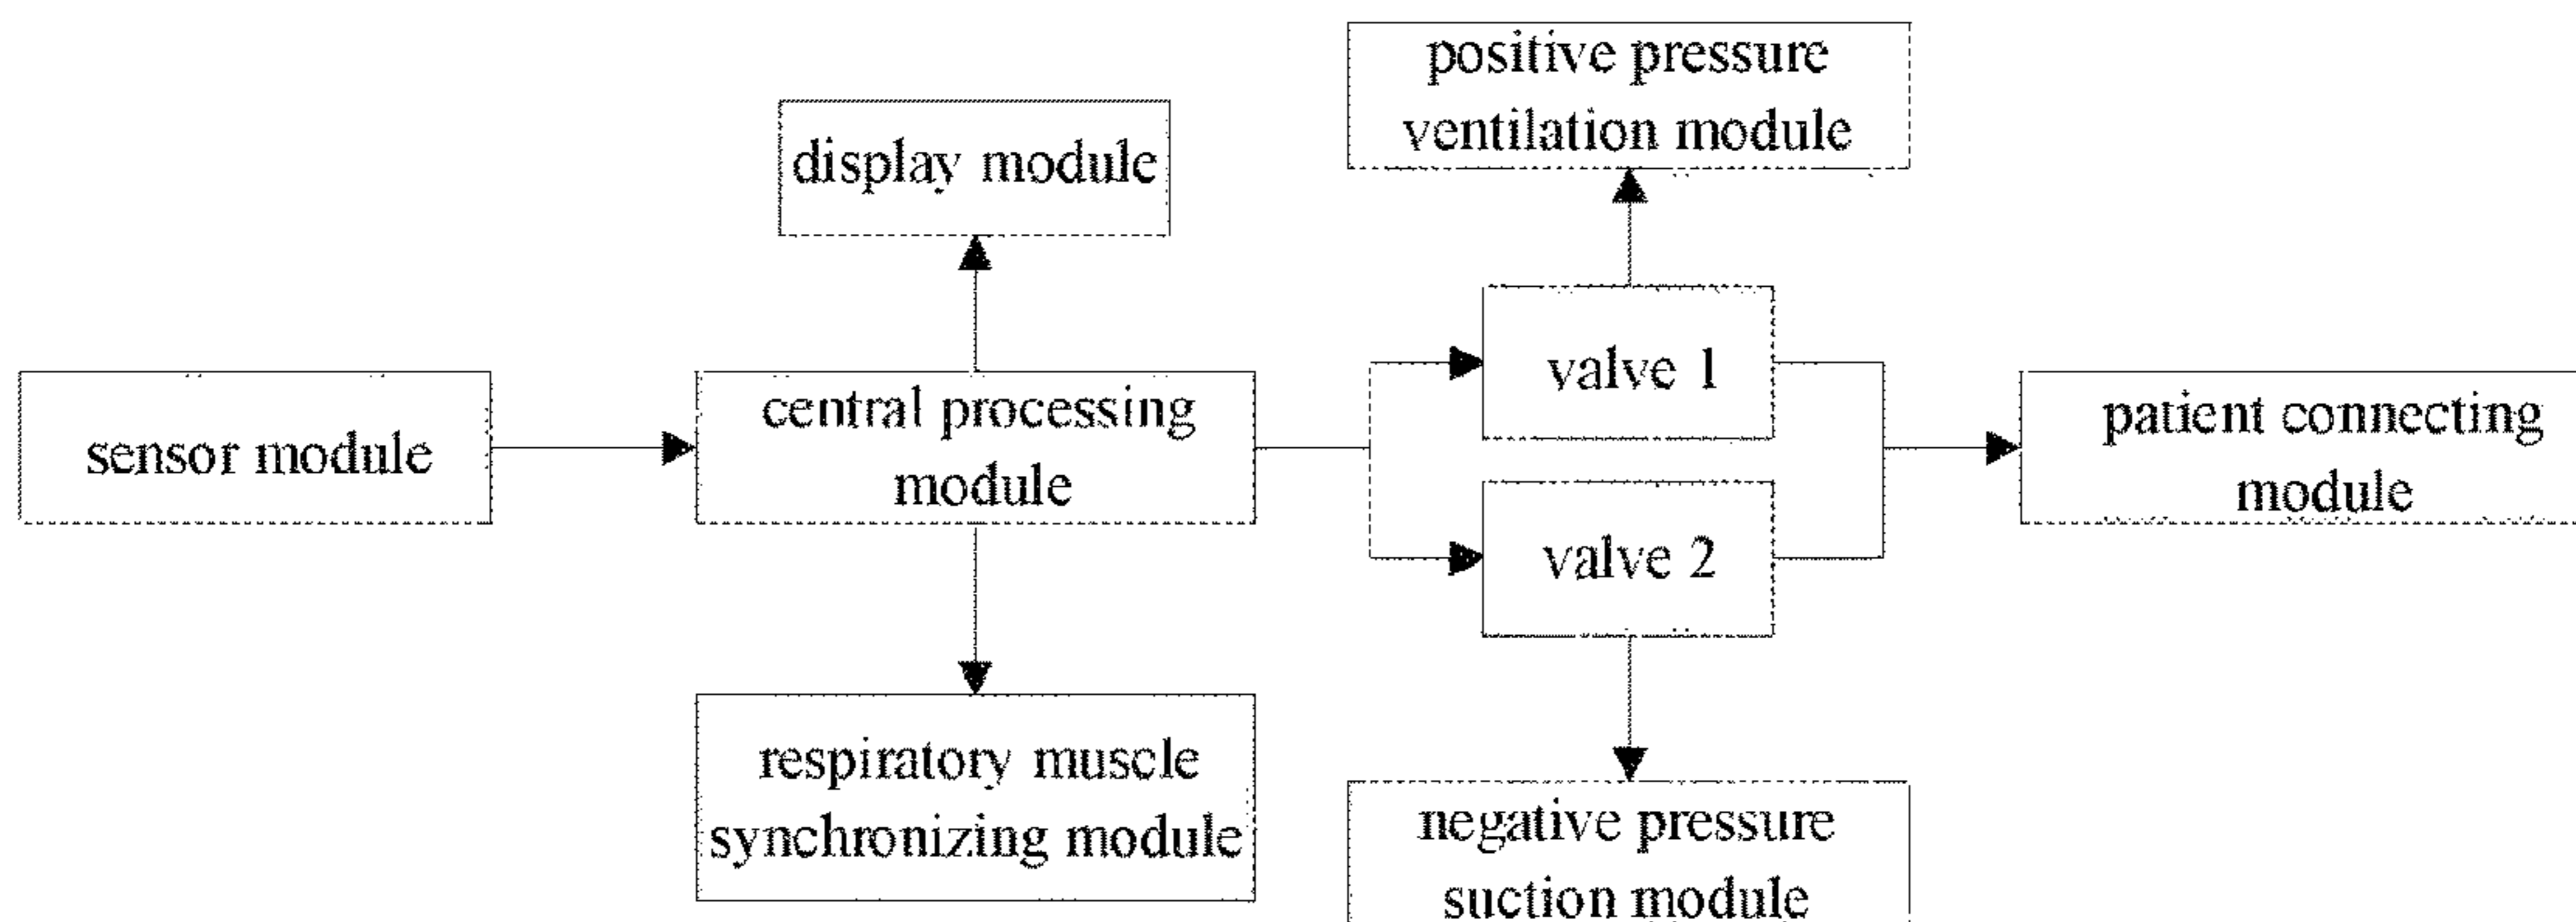 positive pressure
ventilation module
display module
valve 1
sensor module
central processing
module
patient connecting
module
valve 2
respiratory muscle
synchronizing module
negative pressure
suction module